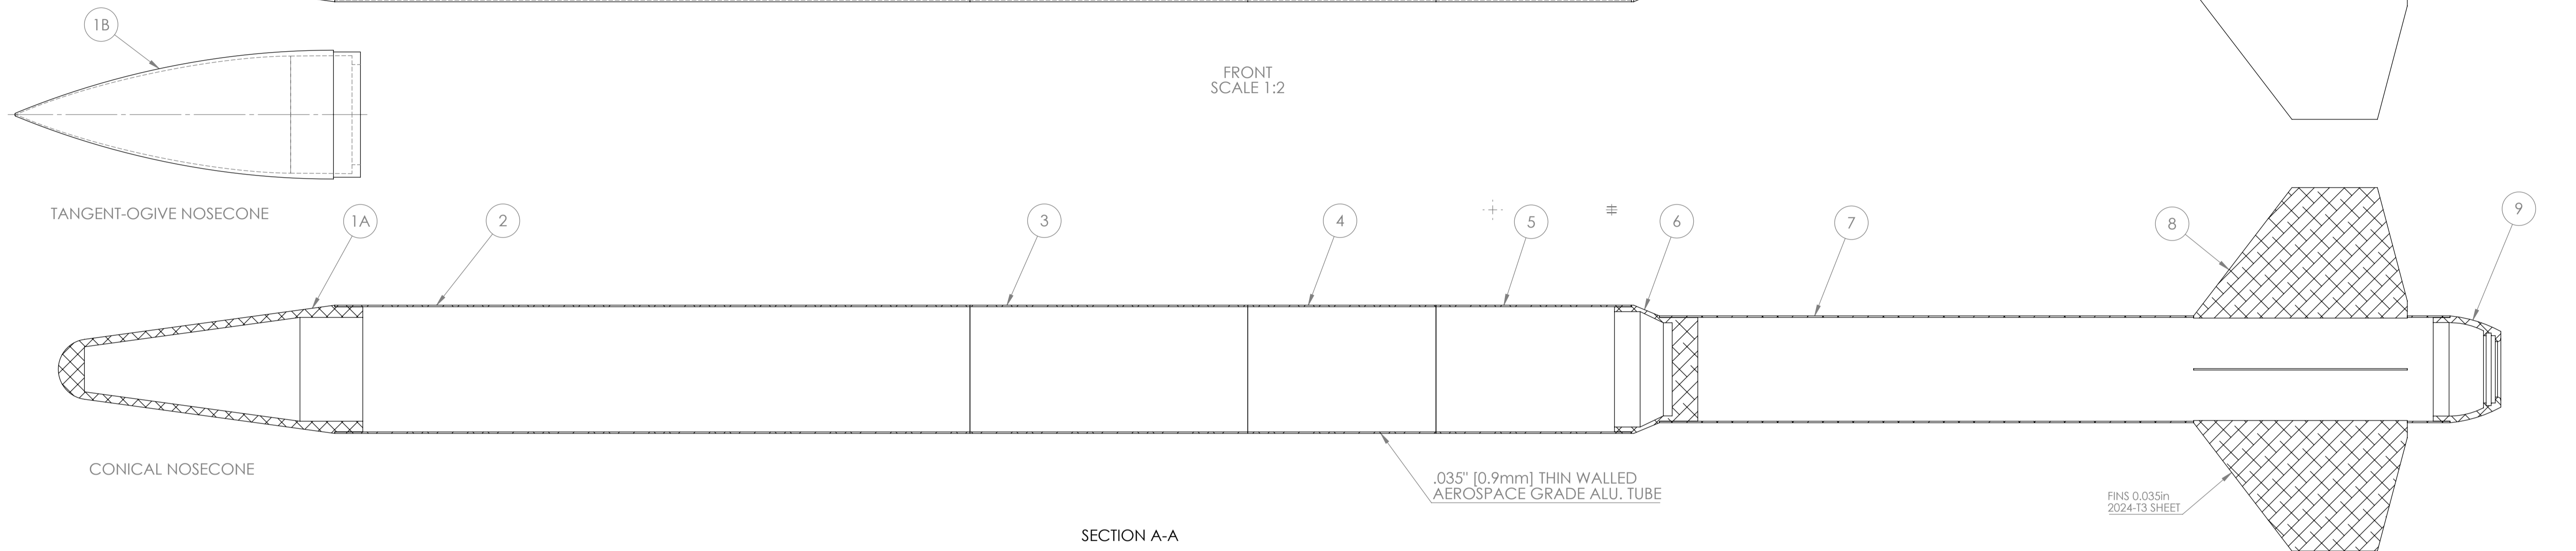 1B
FRONT
SCALE 1:2
TANGENT-OGIVE NOSECONE
1A
2
3
4
5
6
7
8
9
CONICAL NOSECONE
.035" [0.9mm] THIN WALLED
AEROSPACE GRADE ALU. TUBE
FINS 0.035in
2024-T3 SHEET
SECTION A-A